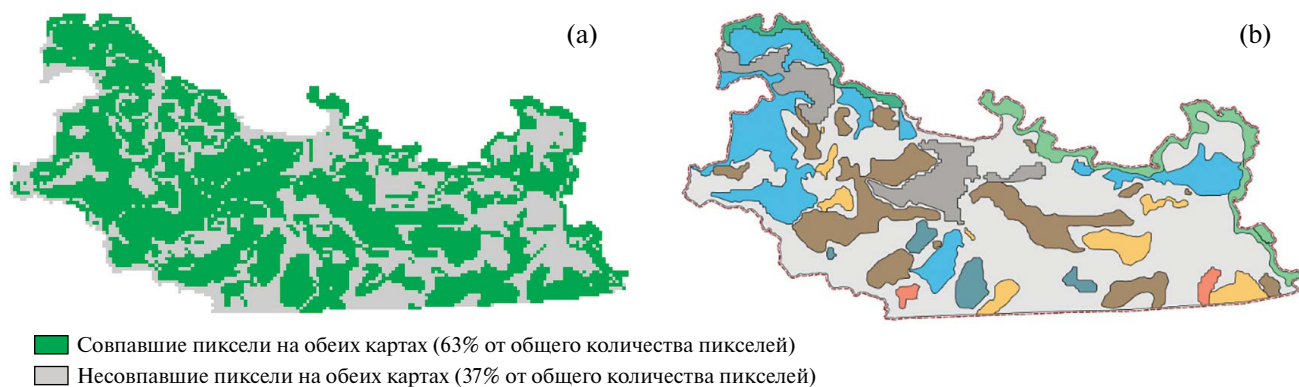 (a)
(b)
Совпавшие пиксели на обеих картах (63% от общего количества пикселей)
Несовпавшие пиксели на обеих картах (37% от общего количества пикселей)